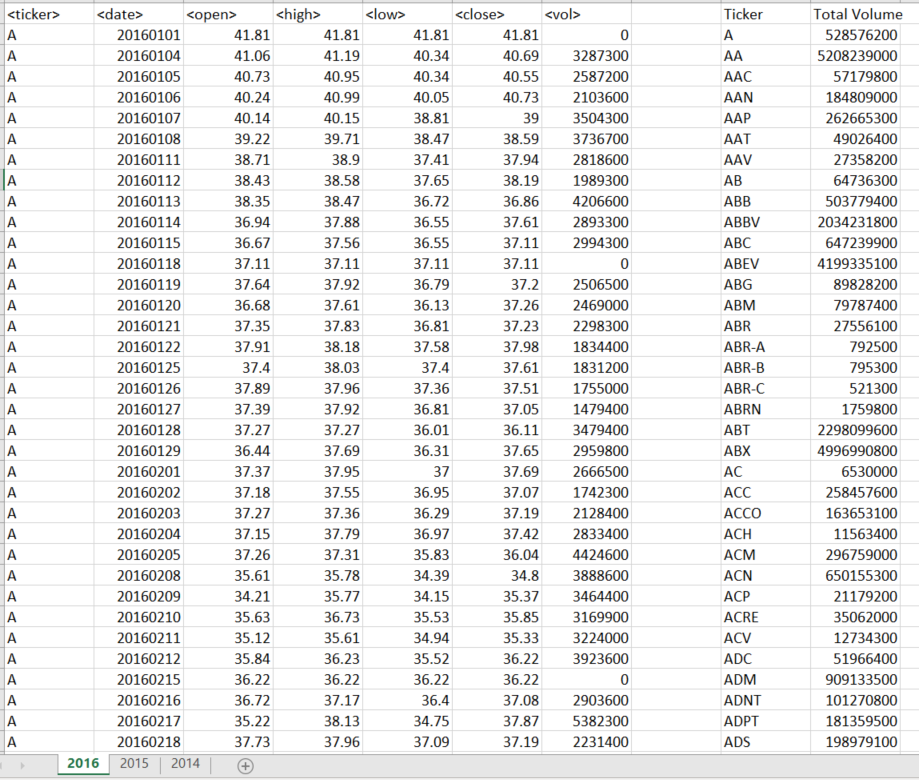 <ticker> <date> <open> <high> <low> <close> <vol> Ticker Total Volume
A 20160101 41.81 41.81 41.81 41.81 0 A 528576200
A 20160104 41.06 41.19 40.34 40.69 3287300 AA 5208239000
A 20160105 40.73 40.95 40.34 40.55 2587200 AAC 57179800
A 20160106 40.24 40.99 40.05 40.73 2103600 AAN 184809000
A 20160107 40.14 40.15 38.81 39 3504300 AAP 262665300
A 20160108 39.22 39.71 38.47 38.59 3736700 AAT 49026400
A 20160111 38.71 38.9 37.41 37.94 2818600 AAV 27358200
A 20160112 38.43 38.58 37.65 38.19 1989300 AB 64736300
A 20160113 38.35 38.47 36.72 36.86 4206600 ABB 503779400
A 20160114 36.94 37.88 36.55 37.61 2893300 ABBV 2034231800
A 20160115 36.67 37.56 36.55 37.11 2994300 ABC 647239900
A 20160118 37.11 37.11 37.11 37.11 0 ABEV 4199335100
A 20160119 37.64 37.92 36.79 37.2 2506500 ABG 89828200
A 20160120 36.68 37.61 36.13 37.26 2469000 ABM 79787400
A 20160121 37.35 37.83 36.81 37.23 2298300 ABR 27556100
A 20160122 37.91 38.18 37.58 37.98 1834400 ABR-A 792500
A 20160125 37.4 38.03 37.4 37.61 1831200 ABR-B 795300
A 20160126 37.89 37.96 37.36 37.51 1755000 ABR-C 521300
A 20160127 37.39 37.92 36.81 37.05 1479400 ABRN 1759800
A 20160128 37.27 37.27 36.01 36.11 3479400 ABT 2298099600
A 20160129 36.44 37.69 36.31 37.65 2959800 ABX 4996990800
A 20160201 37.37 37.95 37 37.69 2666500 AC 6530000
A 20160202 37.18 37.55 36.95 37.07 1742300 ACC 258457600
A 20160203 37.27 37.36 36.29 37.19 2128400 ACCO 163653100
A 20160204 37.15 37.79 36.97 37.42 2833400 ACH 11563400
A 20160205 37.26 37.31 35.83 36.04 4424600 ACM 296759000
A 20160208 35.61 35.78 34.39 34.8 3888600 ACN 650155300
A 20160209 34.21 35.77 34.15 35.37 3464400 ACP 21179200
A 20160210 35.63 36.73 35.53 35.85 3169900 ACRE 35062000
A 20160211 35.12 35.61 34.94 35.33 3224000 ACV 12734300
A 20160212 35.84 36.23 35.52 36.22 3923600 ADC 51966400
A 20160215 36.22 36.22 36.22 36.22 0 ADM 909133500
A 20160216 36.72 37.17 36.4 37.08 2903600 ADNT 101270800
A 20160217 35.22 38.13 34.75 37.87 5382300 ADPT 181359500
A 20160218 37.73 37.96 37.09 37.19 2231400 ADS 198979100
2016 2015 2014